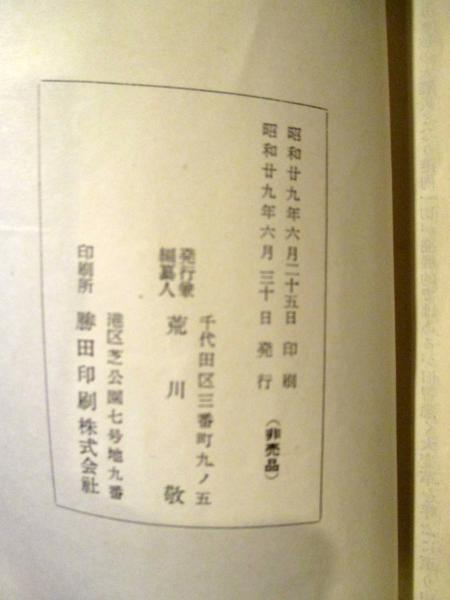 昭和廿九年六月二十五日 印刷
昭和廿九年六月三十日 発行
(非売品)
千代田区三番町九ノ五
発行兼
編纂人 荒川 敬
港区芝公園七号地九番
印刷所 勝田印刷株式会社